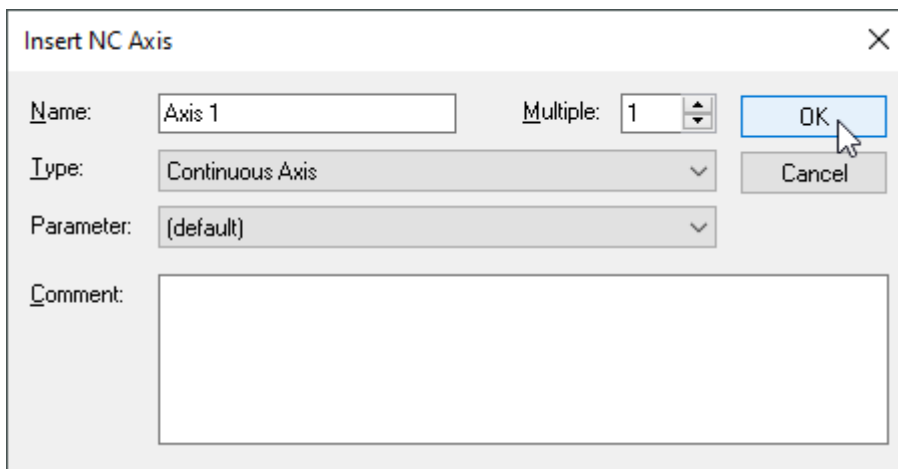 Insert NC Axis
Name: Axis 1 Multiple: 1 OK
Type: Continuous Axis Cancel
Parameter: (default)
Comment: